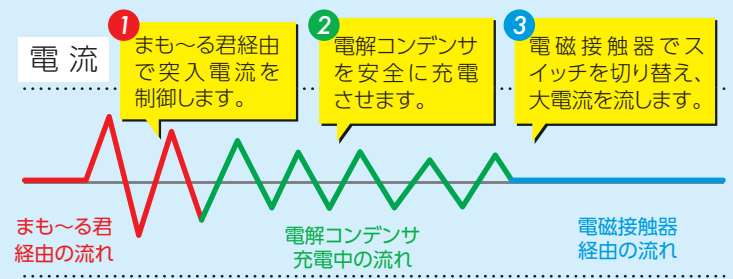 電流
1
まも～る君経由
で突入電流を
制御します。
2
電解コンデンサ
を安全に充電
させます。
3
電磁接触器でス
イッチを切り替え、
大電流を流します。
まも～る君
経由の流れ
電解コンデンサ
充電中の流れ
電磁接触器
経由の流れ